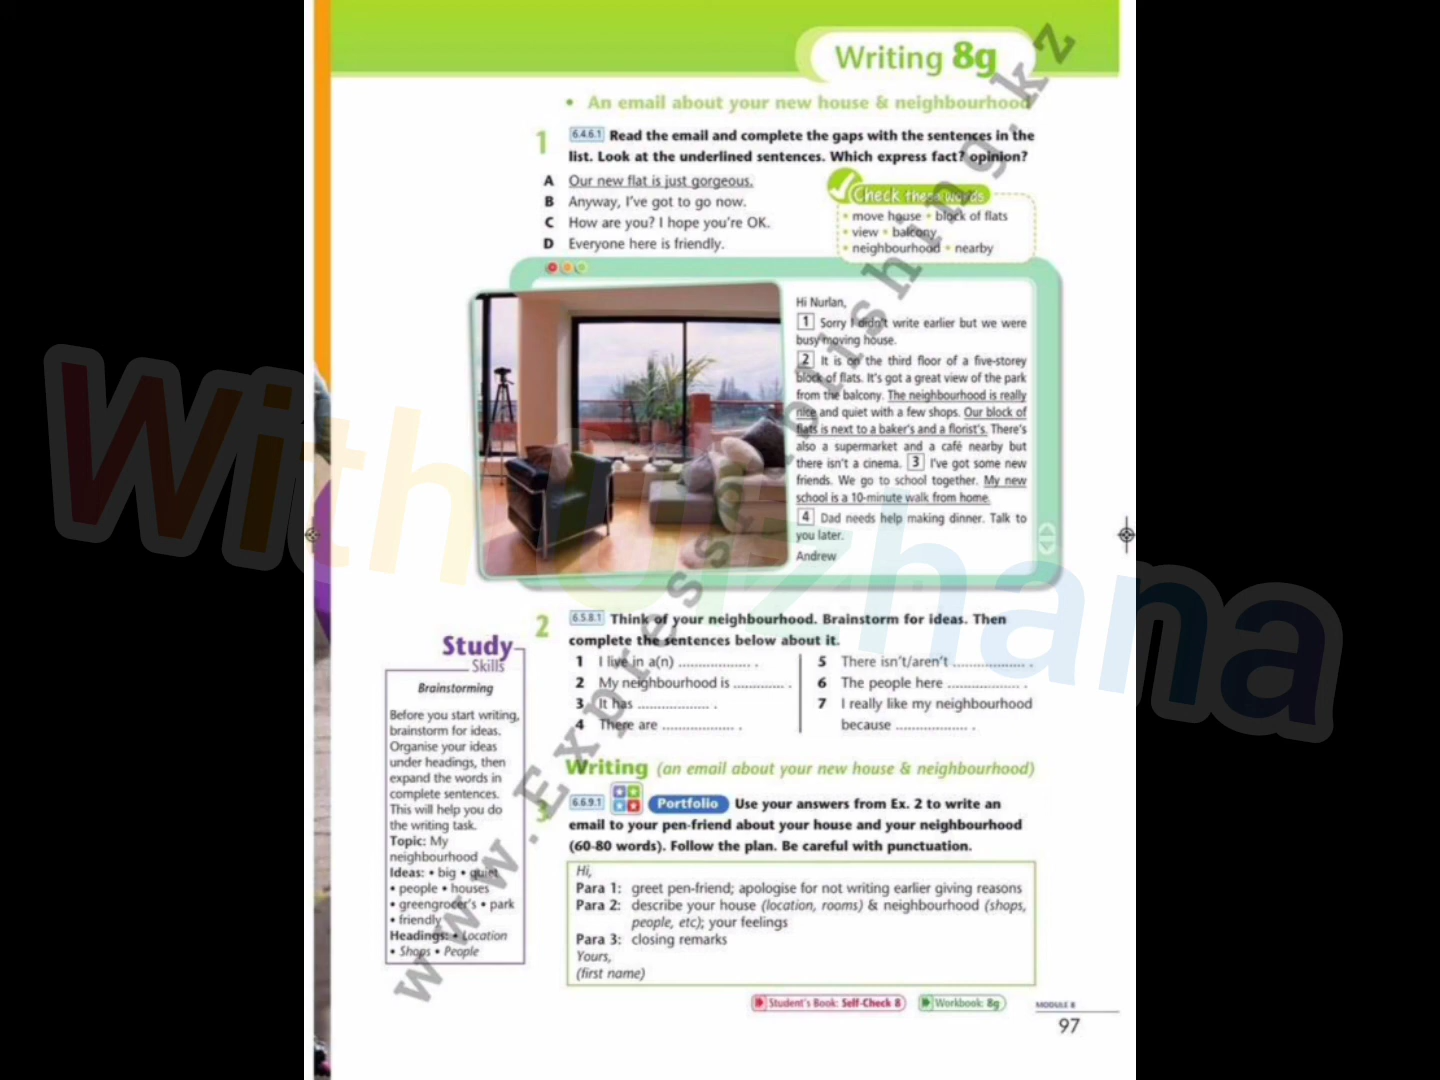 Writing 8g
• An email about your new house & neighbourhood
1 6.4.6.1 Read the email and complete the gaps with the sentences in the
list. Look at the underlined sentences. Which express fact? opinion?
A Our new flat is just gorgeous.
B Anyway, I've got to go now.
C How are you? I hope you're OK.
D Everyone here is friendly.
Check these words
• move house • block of flats
• view • balcony
• neighbourhood • nearby
Hi Nurlan,
1 Sorry I didn't write earlier but we were
busy moving house.
2 It is on the third floor of a five-storey
block of flats. It's got a great view of the park
from the balcony. The neighbourhood is really
nice and quiet with a few shops. Our block of
flats is next to a baker's and a florist's. There's
also a supermarket and a café nearby but
there isn't a cinema. 3 I've got some new
friends. We go to school together. My new
school is a 10-minute walk from home.
4 Dad needs help making dinner. Talk to
you later.
Andrew
2 6.5.8.1 Think of your neighbourhood. Brainstorm for ideas. Then
complete the sentences below about it.
1 I live in a(n) .................. .
2 My neighbourhood is ............. .
3 It has .................. .
4 There are .................. .
5 There isn't/aren't .................. .
6 The people here .................. .
7 I really like my neighbourhood
because .................. .
Study
Skills
Brainstorming
Before you start writing,
brainstorm for ideas.
Organise your ideas
under headings, then
expand the words in
complete sentences.
This will help you do
the writing task.
Topic: My
neighbourhood
Ideas: • big • quiet
• people • houses
• greengrocer's • park
• friendly
Headings: • Location
• Shops • People
Writing (an email about your new house & neighbourhood)
3 6.6.9.1 Portfolio Use your answers from Ex. 2 to write an
email to your pen-friend about your house and your neighbourhood
(60-80 words). Follow the plan. Be careful with punctuation.
Hi,
Para 1: greet pen-friend; apologise for not writing earlier giving reasons
Para 2: describe your house (location, rooms) & neighbourhood (shops,
people, etc); your feelings
Para 3: closing remarks
Yours,
(first name)
Student's Book: Self-Check 8
Workbook: 8g
MODULE 8
97
www.Expresspublishing.kz
With Ulzhana